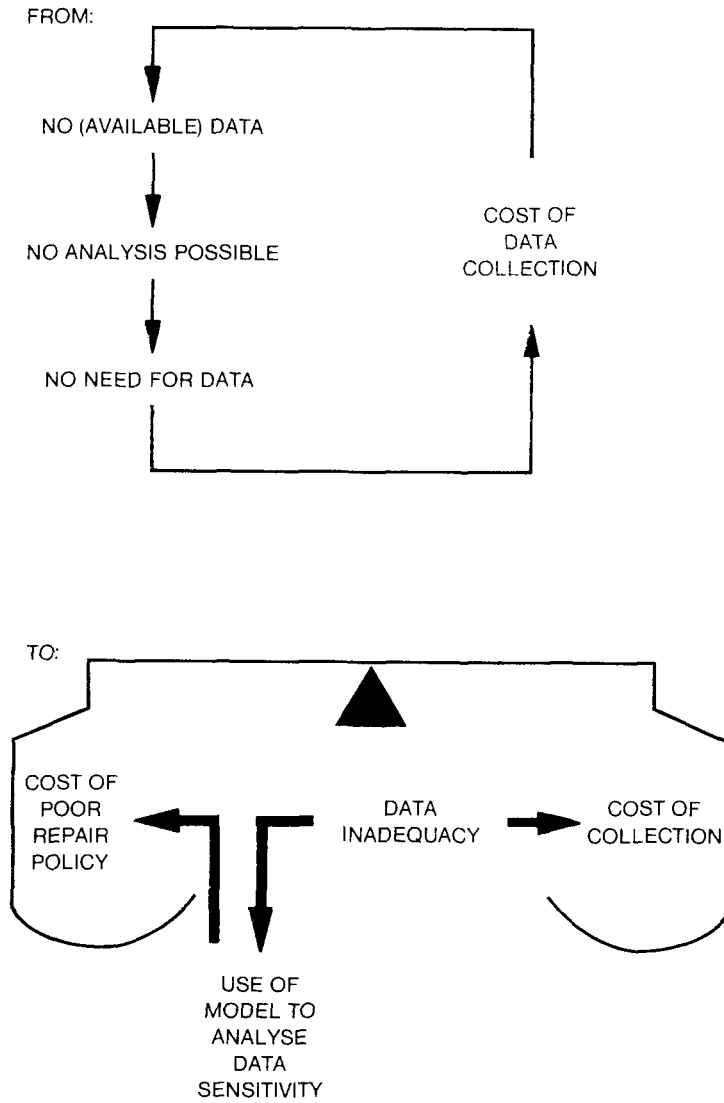 FROM:
NO (AVAILABLE) DATA
NO ANALYSIS POSSIBLE
NO NEED FOR DATA
COST OF
DATA
COLLECTION
TO:
COST OF
POOR
REPAIR
POLICY
DATA
INADEQUACY
COST OF
COLLECTION
USE OF
MODEL TO
ANALYSE
DATA
SENSITIVITY